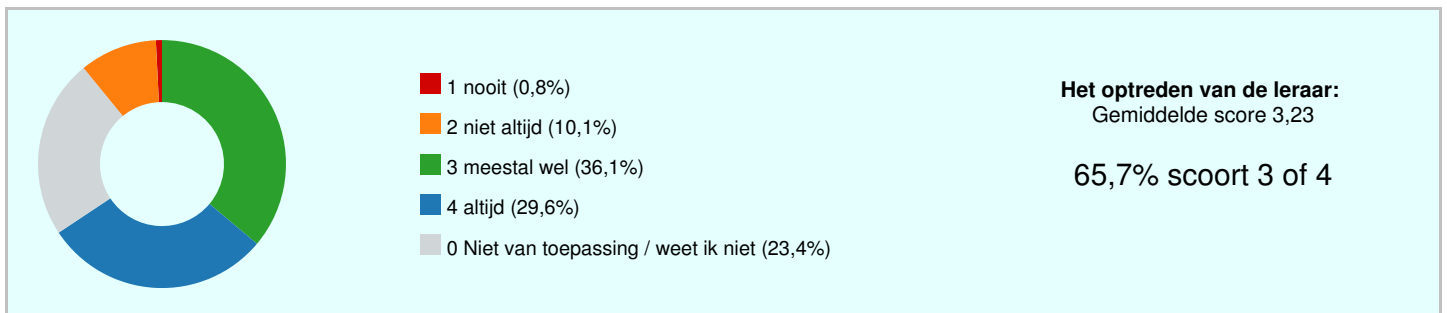 1 nooit (0,8%)
2 niet altijd (10,1%)
3 meestal wel (36,1%)
4 altijd (29,6%)
0 Niet van toepassing / weet ik niet (23,4%)
Het optreden van de leraar:
Gemiddelde score 3,23
65,7% scoort 3 of 4